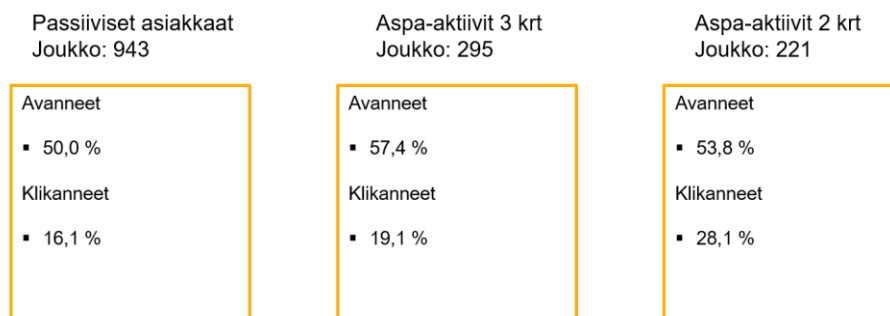 Passiiviset asiakkaat
Joukko: 943
Avanneet
▪ 50,0 %
Klikanneet
▪ 16,1 %
Aspa-aktiivit 3 krt
Joukko: 295
Avanneet
▪ 57,4 %
Klikanneet
▪ 19,1 %
Aspa-aktiivit 2 krt
Joukko: 221
Avanneet
▪ 53,8 %
Klikanneet
▪ 28,1 %